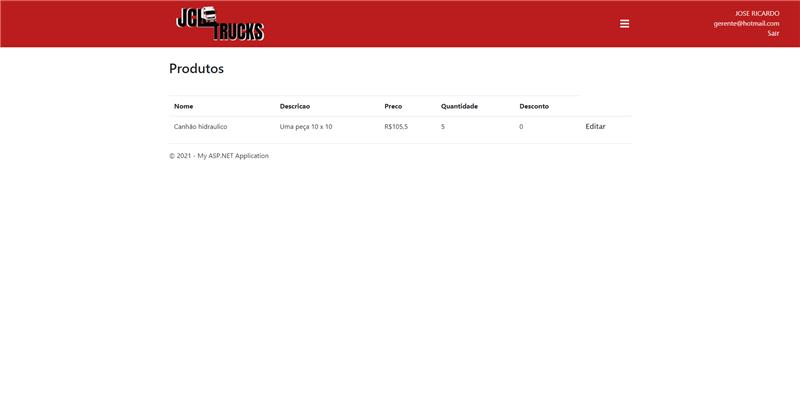 JCL TRUCKS
JOSE RICARDO
gerente@hotmail.com
Sair
Produtos
Nome Descricao Preco Quantidade Desconto
Canhão hidraulico Uma peça 10 x 10 R$105,5 5 0 Editar
© 2021 - My ASP.NET Application